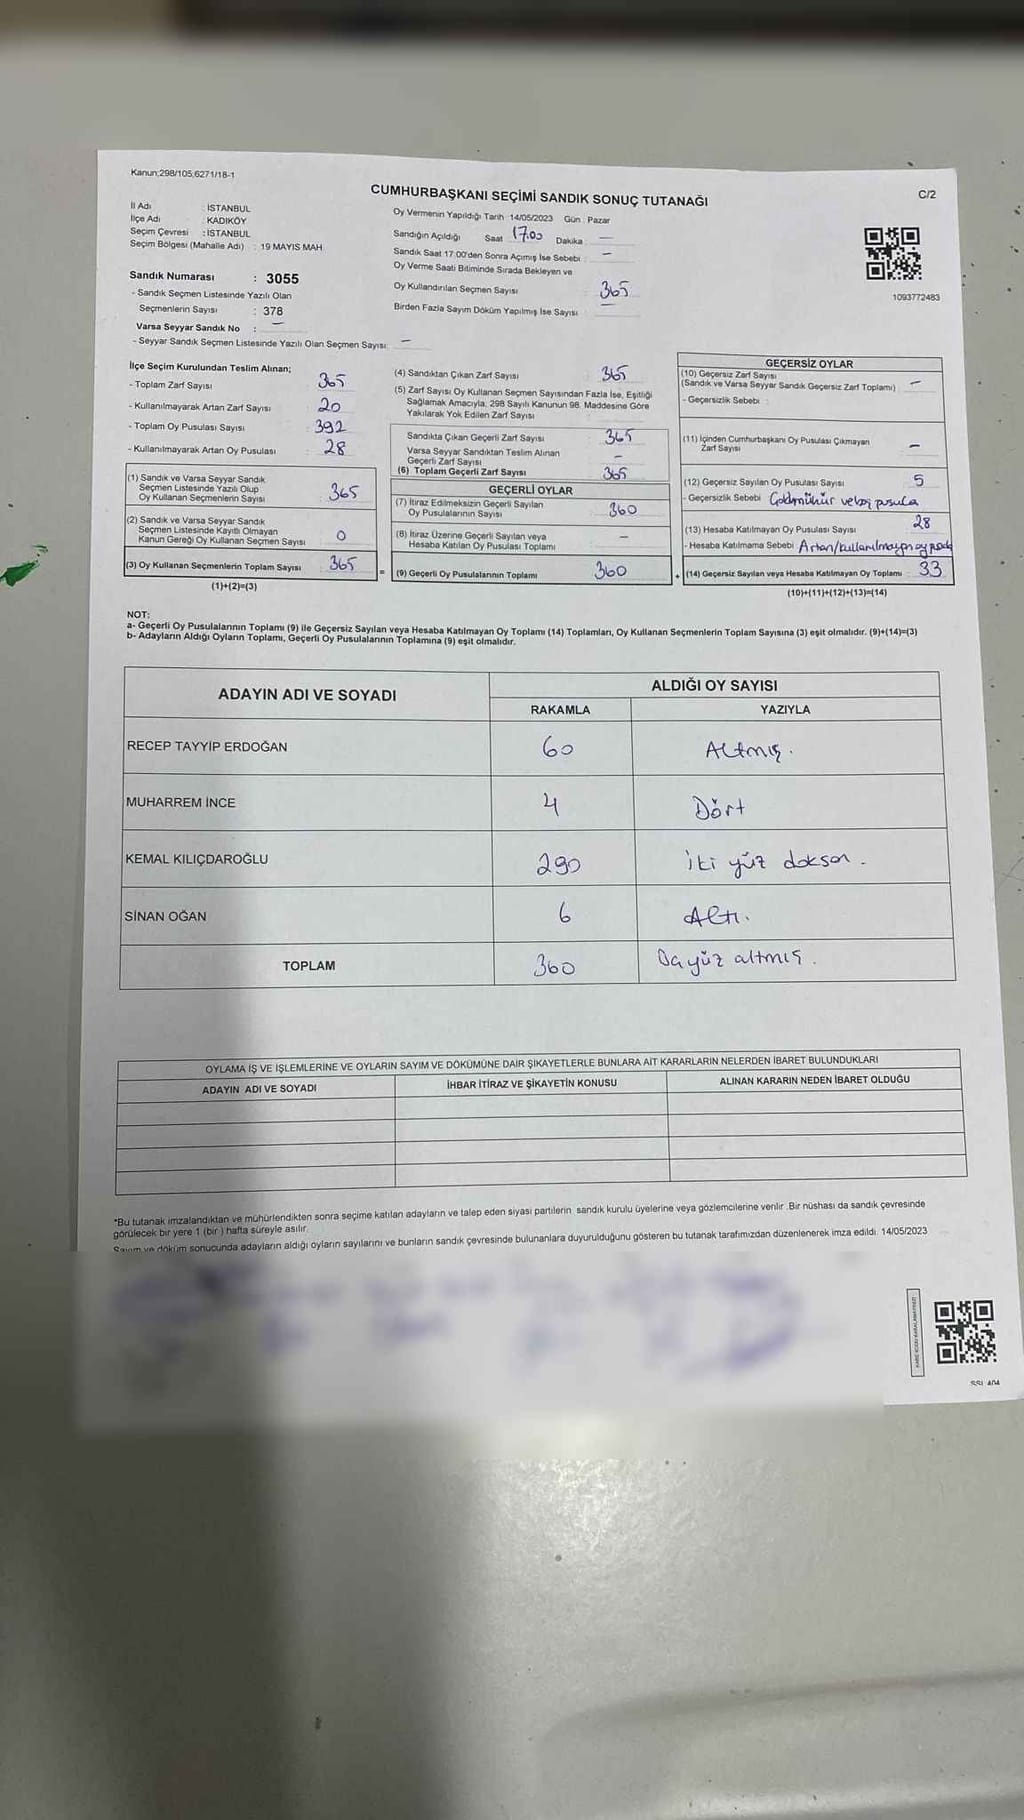 Kanun;298/105;6271/18-1
CUMHURBAŞKANI SEÇİMİ SANDIK SONUÇ TUTANAĞI
C/2
İl Adı : İSTANBUL
İlçe Adı : KADIKÖY
Seçim Çevresi : İSTANBUL
Seçim Bölgesi (Mahalle Adı) : 19 MAYIS MAH.
Sandık Numarası : 3055
- Sandık Seçmen Listesinde Yazılı Olan
Seçmenlerin Sayısı : 378
Varsa Seyyar Sandık No : —
- Seyyar Sandık Seçmen Listesinde Yazılı Olan Seçmen Sayısı: —
Oy Vermenin Yapıldığı Tarih : 14/05/2023 Gün : Pazar
Sandığın Açıldığı Saat 17.00 Dakika : —
Sandık Saat 17:00'den Sonra Açımış İse Sebebi : —
Oy Verme Saati Bitiminde Sırada Bekleyen ve
Oy Kullandırılan Seçmen Sayısı : 365
Birden Fazla Sayım Döküm Yapılmış İse Sayısı :
1093772483
İlçe Seçim Kurulundan Teslim Alınan;
- Toplam Zarf Sayısı : 365
- Kullanılmayarak Artan Zarf Sayısı : 20
- Toplam Oy Pusulası Sayısı : 392
- Kullanılmayarak Artan Oy Pusulası : 28
(1) Sandık ve Varsa Seyyar Sandık
Seçmen Listesinde Yazılı Olup
Oy Kullanan Seçmenlerin Sayısı : 365
(2) Sandık ve Varsa Seyyar Sandık
Seçmen Listesinde Kayıtlı Olmayan
Kanun Gereği Oy Kullanan Seçmen Sayısı : 0
(3) Oy Kullanan Seçmenlerin Toplam Sayısı : 365
(1)+(2)=(3)
=
(4) Sandıktan Çıkan Zarf Sayısı : 365
(5) Zarf Sayısı Oy Kullanan Seçmen Sayısından Fazla İse, Eşitliği
Sağlamak Amacıyla, 298 Sayılı Kanunun 98. Maddesine Göre
Yakılarak Yok Edilen Zarf Sayısı :
Sandıkta Çıkan Geçerli Zarf Sayısı : 365
Varsa Seyyar Sandıktan Teslim Alınan
Geçerli Zarf Sayısı : —
(6) Toplam Geçerli Zarf Sayısı : 365
GEÇERLİ OYLAR
(7) İtiraz Edilmeksizin Geçerli Sayılan
Oy Pusulalarının Sayısı : 360
(8) İtiraz Üzerine Geçerli Sayılan veya
Hesaba Katılan Oy Pusulası Toplamı : —
(9) Geçerli Oy Pusulalarının Toplamı : 360
+
GEÇERSİZ OYLAR
(10) Geçersiz Zarf Sayısı
(Sandık ve Varsa Seyyar Sandık Geçersiz Zarf Toplamı) : —
- Geçersizlik Sebebi :
(11) İçinden Cumhurbaşkanı Oy Pusulası Çıkmayan
Zarf Sayısı : —
(12) Geçersiz Sayılan Oy Pusulası Sayısı : 5
- Geçersizlik Sebebi : pusula
(13) Hesaba Katılmayan Oy Pusulası Sayısı : 28
- Hesaba Katılmama Sebebi : Artan/kullanılmayan oy
(14) Geçersiz Sayılan veya Hesaba Katılmayan Oy Toplamı : 33
(10)+(11)+(12)+(13)=(14)
NOT:
a- Geçerli Oy Pusulalarının Toplamı (9) ile Geçersiz Sayılan veya Hesaba Katılmayan Oy Toplamı (14) Toplamları, Oy Kullanan Seçmenlerin Toplam Sayısına (3) eşit olmalıdır. (9)+(14)=(3)
b- Adayların Aldığı Oyların Toplamı, Geçerli Oy Pusulalarının Toplamına (9) eşit olmalıdır.
ADAYIN ADI VE SOYADI
ALDIĞI OY SAYISI
RAKAMLA YAZIYLA
RECEP TAYYİP ERDOĞAN 60 Altmış.
MUHARREM İNCE 4 Dört
KEMAL KILIÇDAROĞLU 290 iki yüz doksan.
SİNAN OĞAN 6 Altı.
TOPLAM 360 yüz altmış.
OYLAMA İŞ VE İŞLEMLERİNE VE OYLARIN SAYIM VE DÖKÜMÜNE DAİR ŞİKAYETLERLE BUNLARA AİT KARARLARIN NELERDEN İBARET BULUNDUKLARI
ADAYIN ADI VE SOYADI İHBAR İTİRAZ VE ŞİKAYETİN KONUSU ALINAN KARARIN NEDEN İBARET OLDUĞU
*Bu tutanak imzalandıktan ve mühürlendikten sonra seçime katılan adayların ve talep eden siyasi partilerin sandık kurulu üyelerine veya gözlemcilerine verilir .Bir nüshası da sandık çevresinde
görülecek bir yere 1 (bir ) hafta süreyle asılır.
Sayım ve döküm sonucunda adayların aldığı oyların sayılarını ve bunların sandık çevresinde bulunanlara duyurulduğunu gösteren bu tutanak tarafımızdan düzenlenerek imza edildi. 14/05/2023